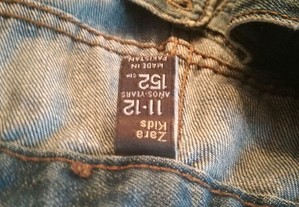 Zara
Kids
11-12
AÑOS-YEARS
152 CM
MADE IN
PAKISTAN